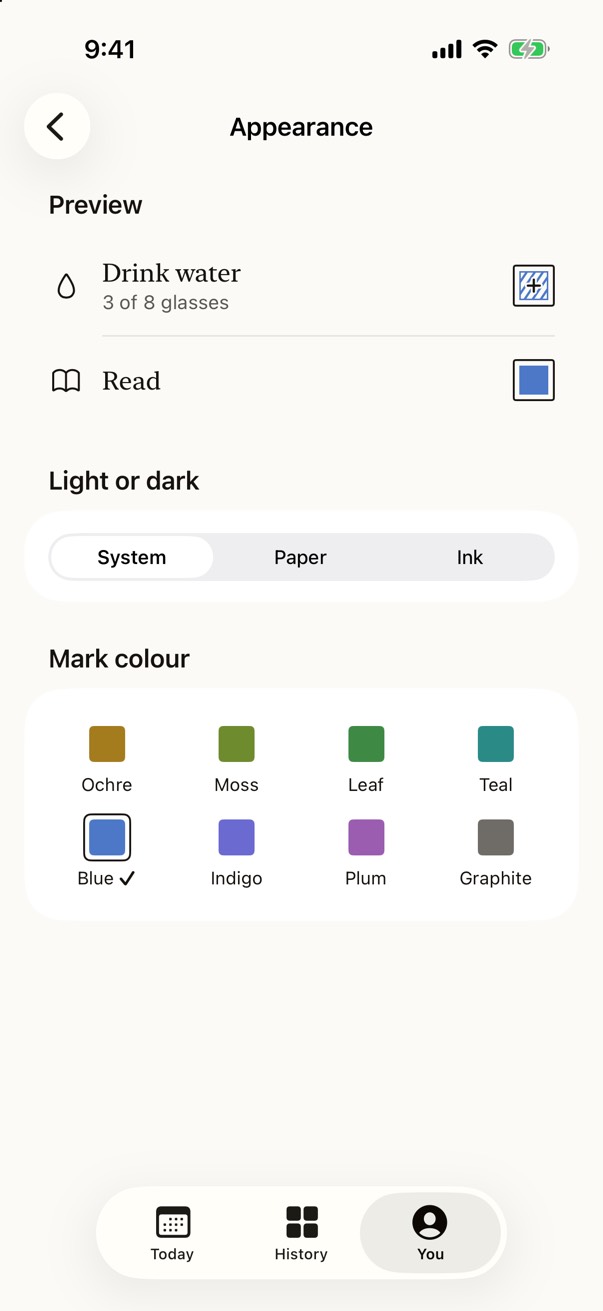 9:41
Appearance
Preview
Drink water
3 of 8 glasses
Read
Light or dark
System Paper Ink
Mark colour
Ochre Moss Leaf Teal
Blue ✓ Indigo Plum Graphite
Today History You